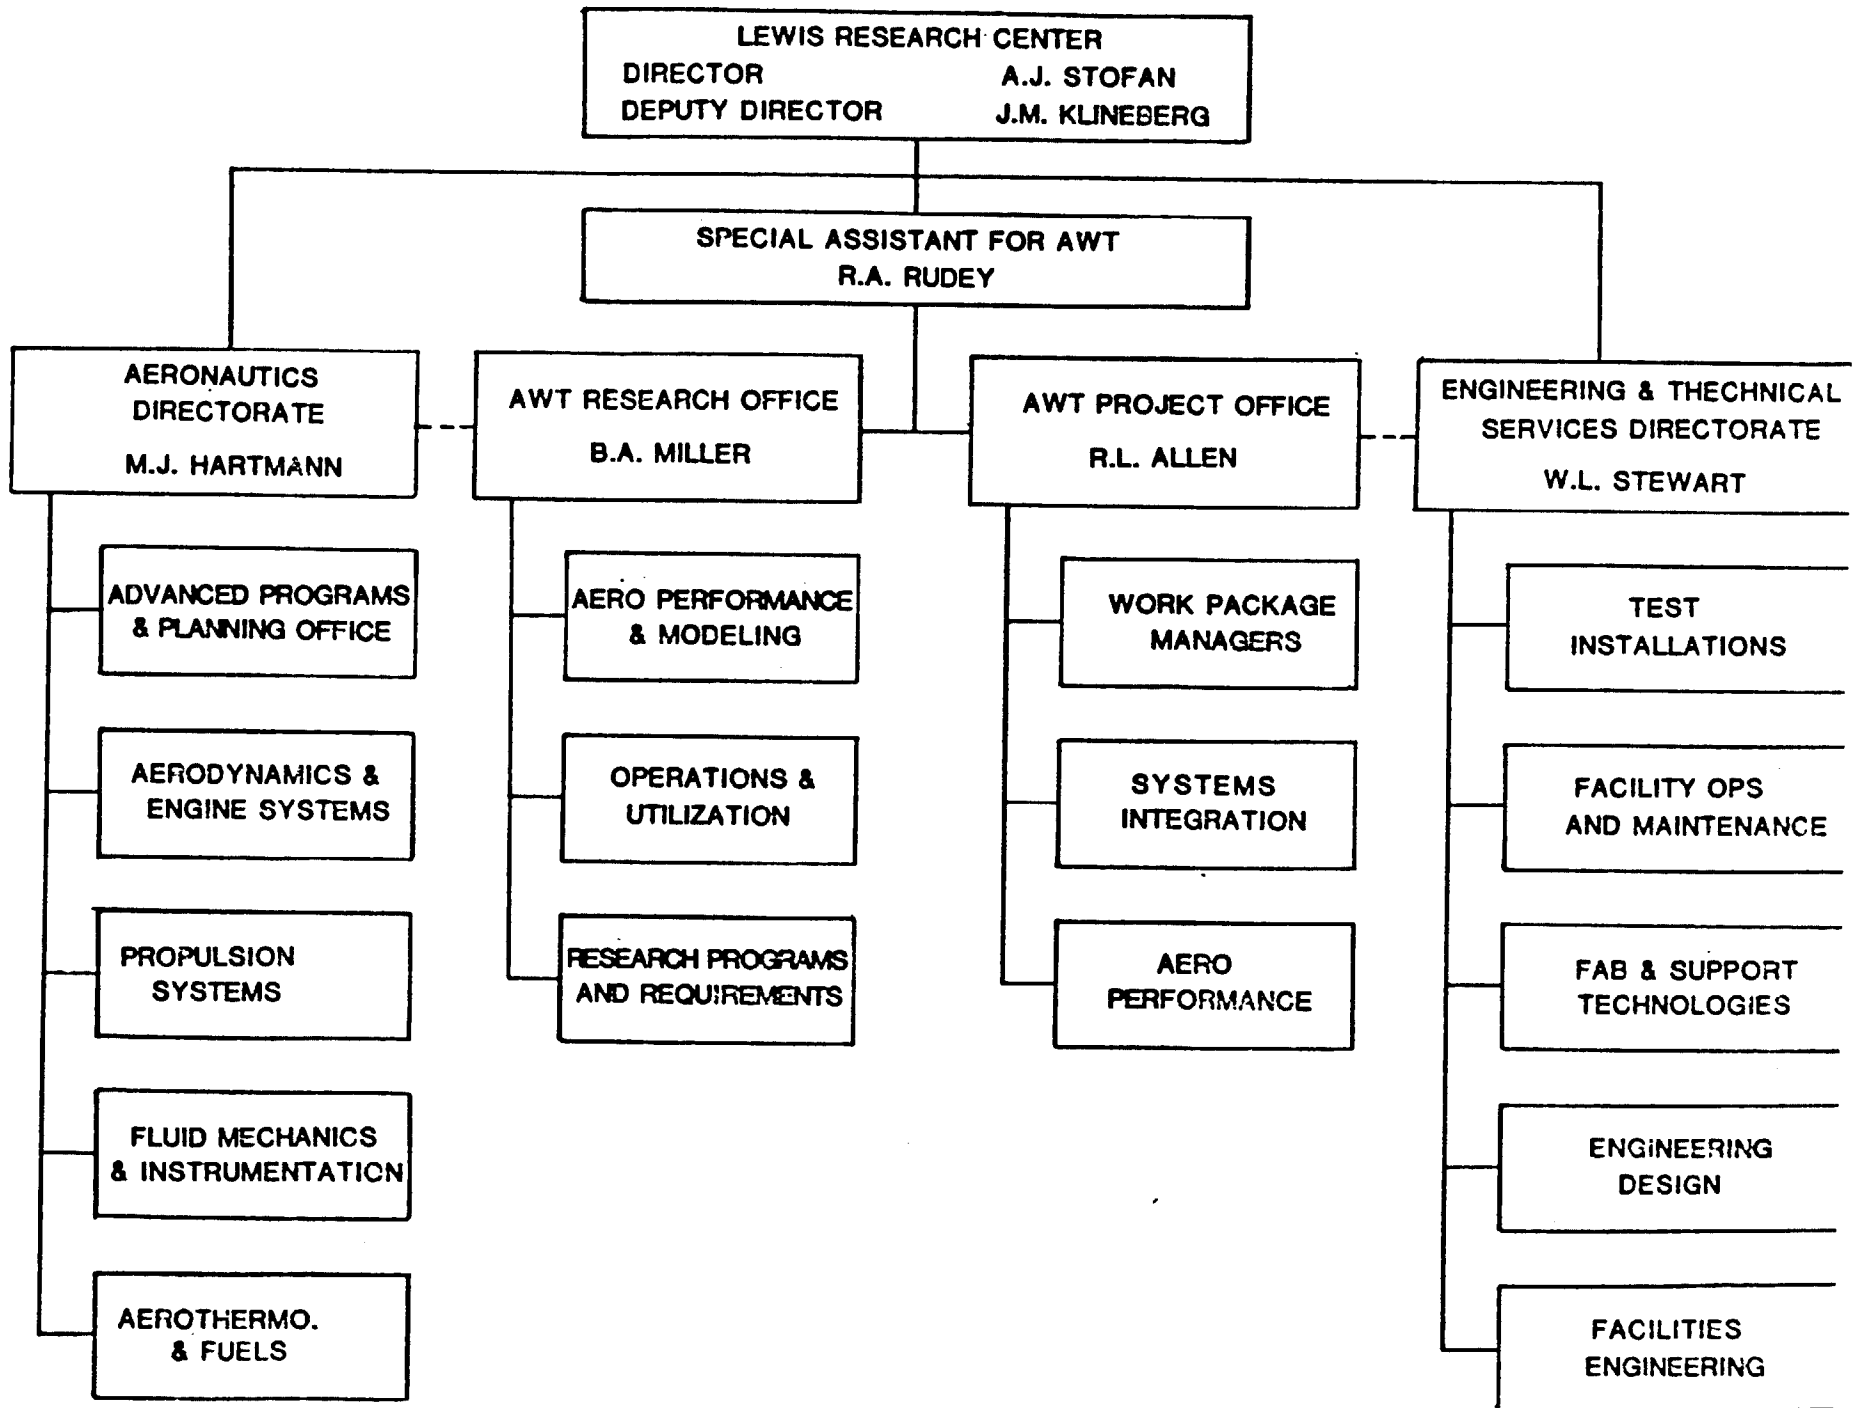 LEWIS RESEARCH CENTER
DIRECTOR A.J. STOFAN
DEPUTY DIRECTOR J.M. KLINEBERG
SPECIAL ASSISTANT FOR AWT
R.A. RUDEY
AERONAUTICS
DIRECTORATE
M.J. HARTMANN
AWT RESEARCH OFFICE
B.A. MILLER
AWT PROJECT OFFICE
R.L. ALLEN
ENGINEERING & THECHNICAL
SERVICES DIRECTORATE
W.L. STEWART
ADVANCED PROGRAMS
& PLANNING OFFICE
AERODYNAMICS &
ENGINE SYSTEMS
PROPULSION
SYSTEMS
FLUID MECHANICS
& INSTRUMENTATION
AEROTHERMO.
& FUELS
AERO PERFORMANCE
& MODELING
OPERATIONS &
UTILIZATION
RESEARCH PROGRAMS
AND REQUIREMENTS
WORK PACKAGE
MANAGERS
SYSTEMS
INTEGRATION
AERO
PERFORMANCE
TEST
INSTALLATIONS
FACILITY OPS
AND MAINTENANCE
FAB & SUPPORT
TECHNOLOGIES
ENGINEERING
DESIGN
FACILITIES
ENGINEERING